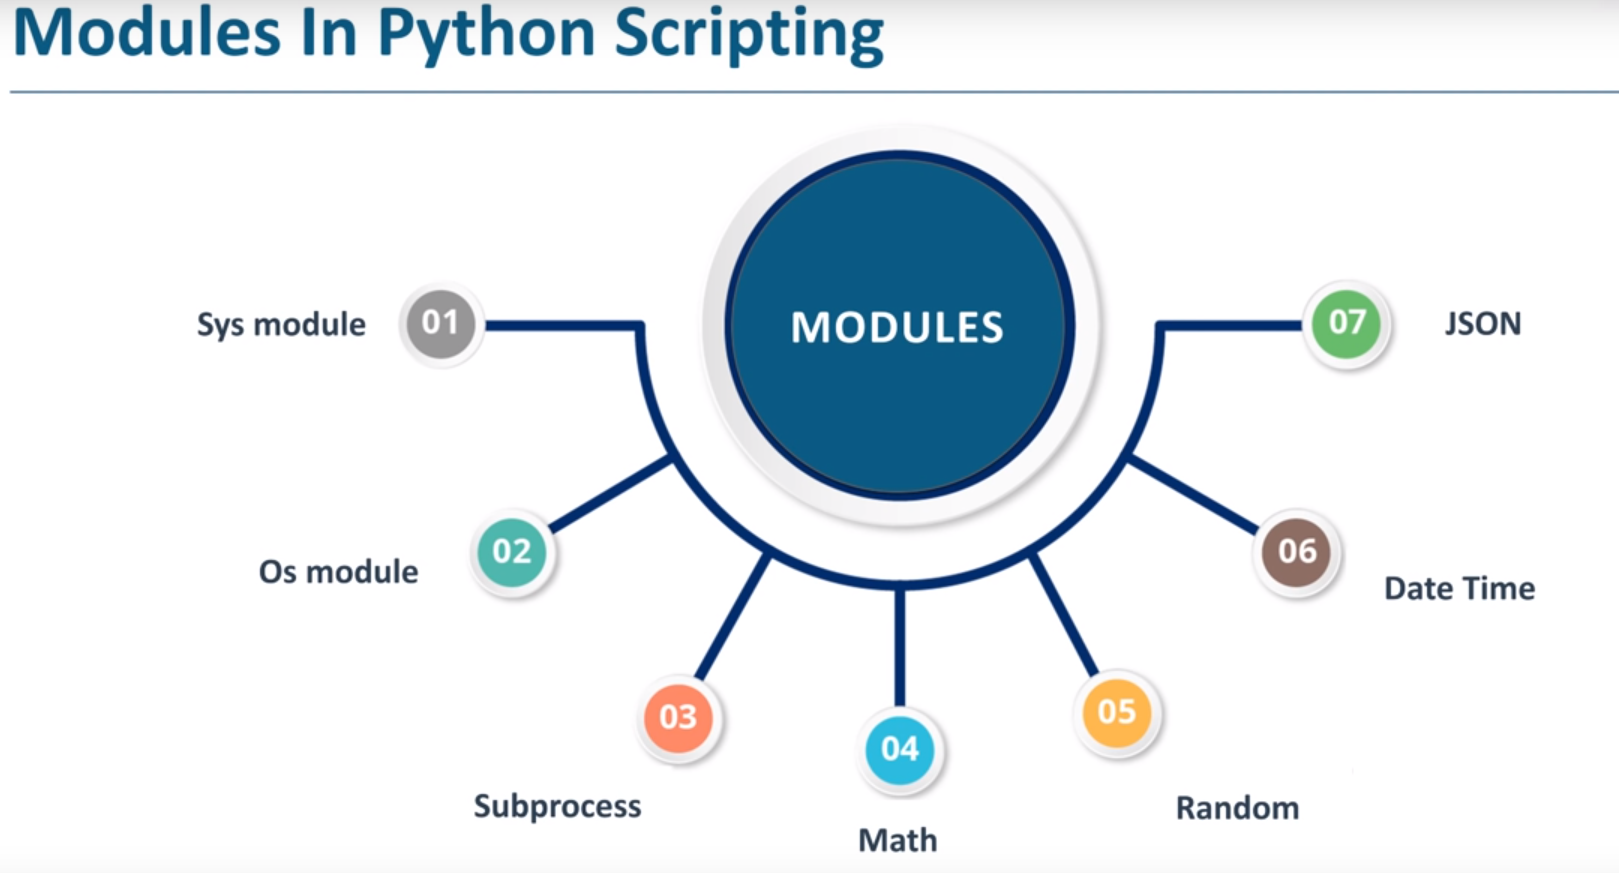 Modules In Python Scripting
MODULES
Sys module 01
02
Os module
03
Subprocess
04
Math
05
Random
06
Date Time
07 JSON